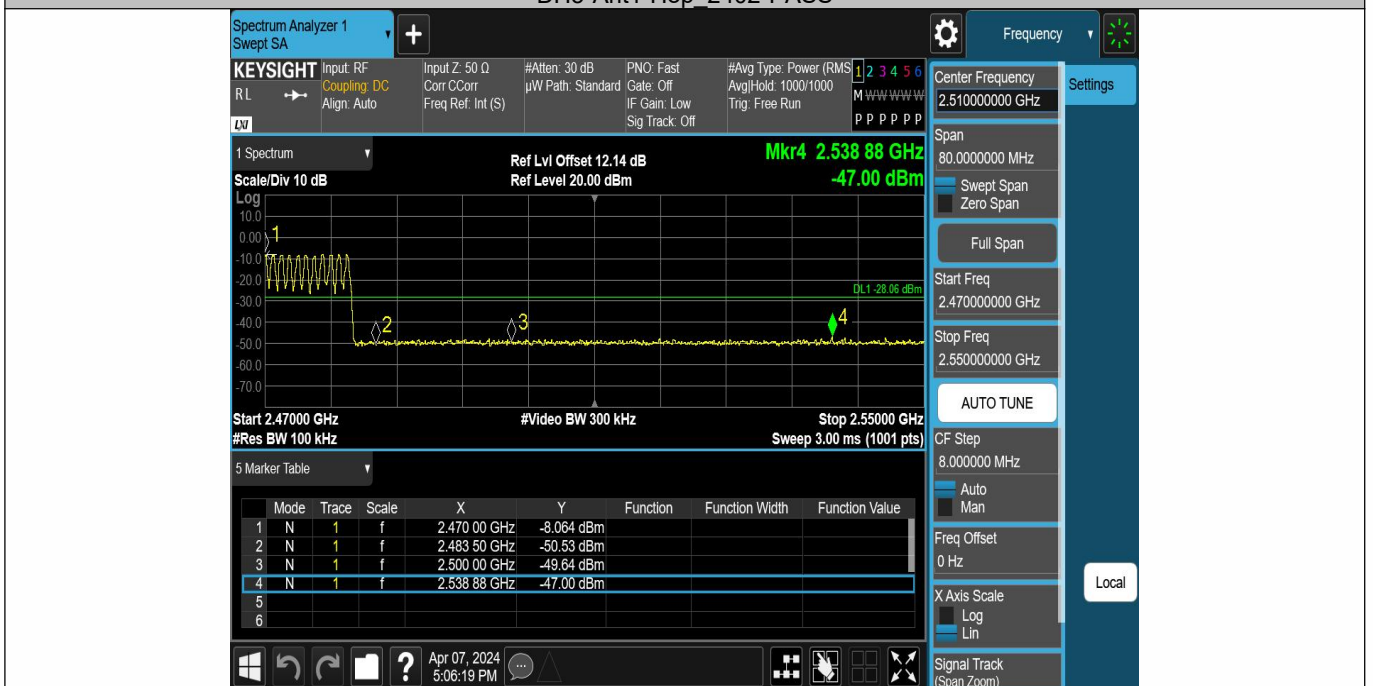 Spectrum Analyzer 1
Swept SA
Frequency
KEYSIGHT
RL
LXI
Input: RF
Coupling: DC
Align: Auto
Input Z: 50 Ω
Corr CCorr
Freq Ref: Int (S)
#Atten: 30 dB
µW Path: Standard
PNO: Fast
Gate: Off
IF Gain: Low
Sig Track: Off
#Avg Type: Power (RMS
Avg|Hold: 1000/1000
Trig: Free Run
1 2 3 4 5 6
M W W W W W
P P P P P P
Center Frequency
2.510000000 GHz
Settings
1 Spectrum
Scale/Div 10 dB
Ref Lvl Offset 12.14 dB
Ref Level 20.00 dBm
Mkr4 2.538 88 GHz
-47.00 dBm
Log
10.0
0.00
-10.0
-20.0
-30.0
-40.0
-50.0
-60.0
-70.0
1
2
3
4
DL1 -28.06 dBm
Start 2.47000 GHz
#Res BW 100 kHz
#Video BW 300 kHz
Stop 2.55000 GHz
Sweep 3.00 ms (1001 pts)
Span
80.0000000 MHz
Swept Span
Zero Span
Full Span
Start Freq
2.470000000 GHz
Stop Freq
2.550000000 GHz
AUTO TUNE
CF Step
8.000000 MHz
Auto
Man
Freq Offset
0 Hz
X Axis Scale
Log
Lin
Signal Track
(Span Zoom)
Local
5 Marker Table
Mode Trace Scale X Y Function Function Width Function Value
1 N 1 f 2.470 00 GHz -8.064 dBm
2 N 1 f 2.483 50 GHz -50.53 dBm
3 N 1 f 2.500 00 GHz -49.64 dBm
4 N 1 f 2.538 88 GHz -47.00 dBm
5
6
?
Apr 07, 2024
5:06:19 PM